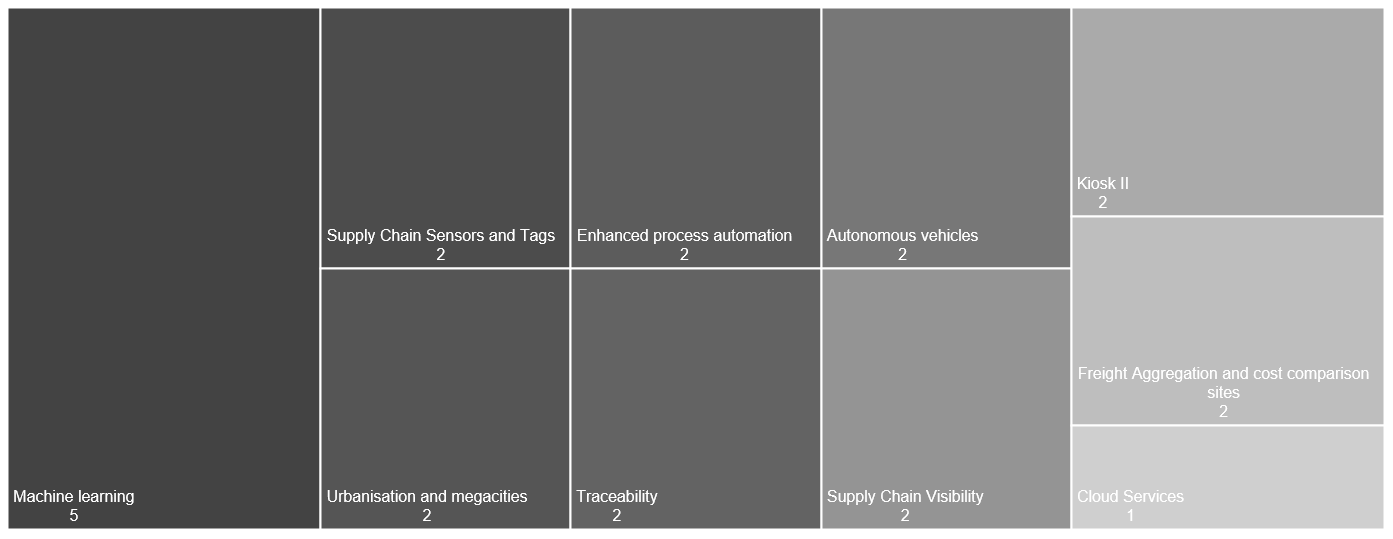 Machine learning
5
Supply Chain Sensors and Tags
2
Urbanisation and megacities
2
Enhanced process automation
2
Traceability
2
Autonomous vehicles
2
Supply Chain Visibility
2
Kiosk II
2
Freight Aggregation and cost comparison
sites
2
Cloud Services
1